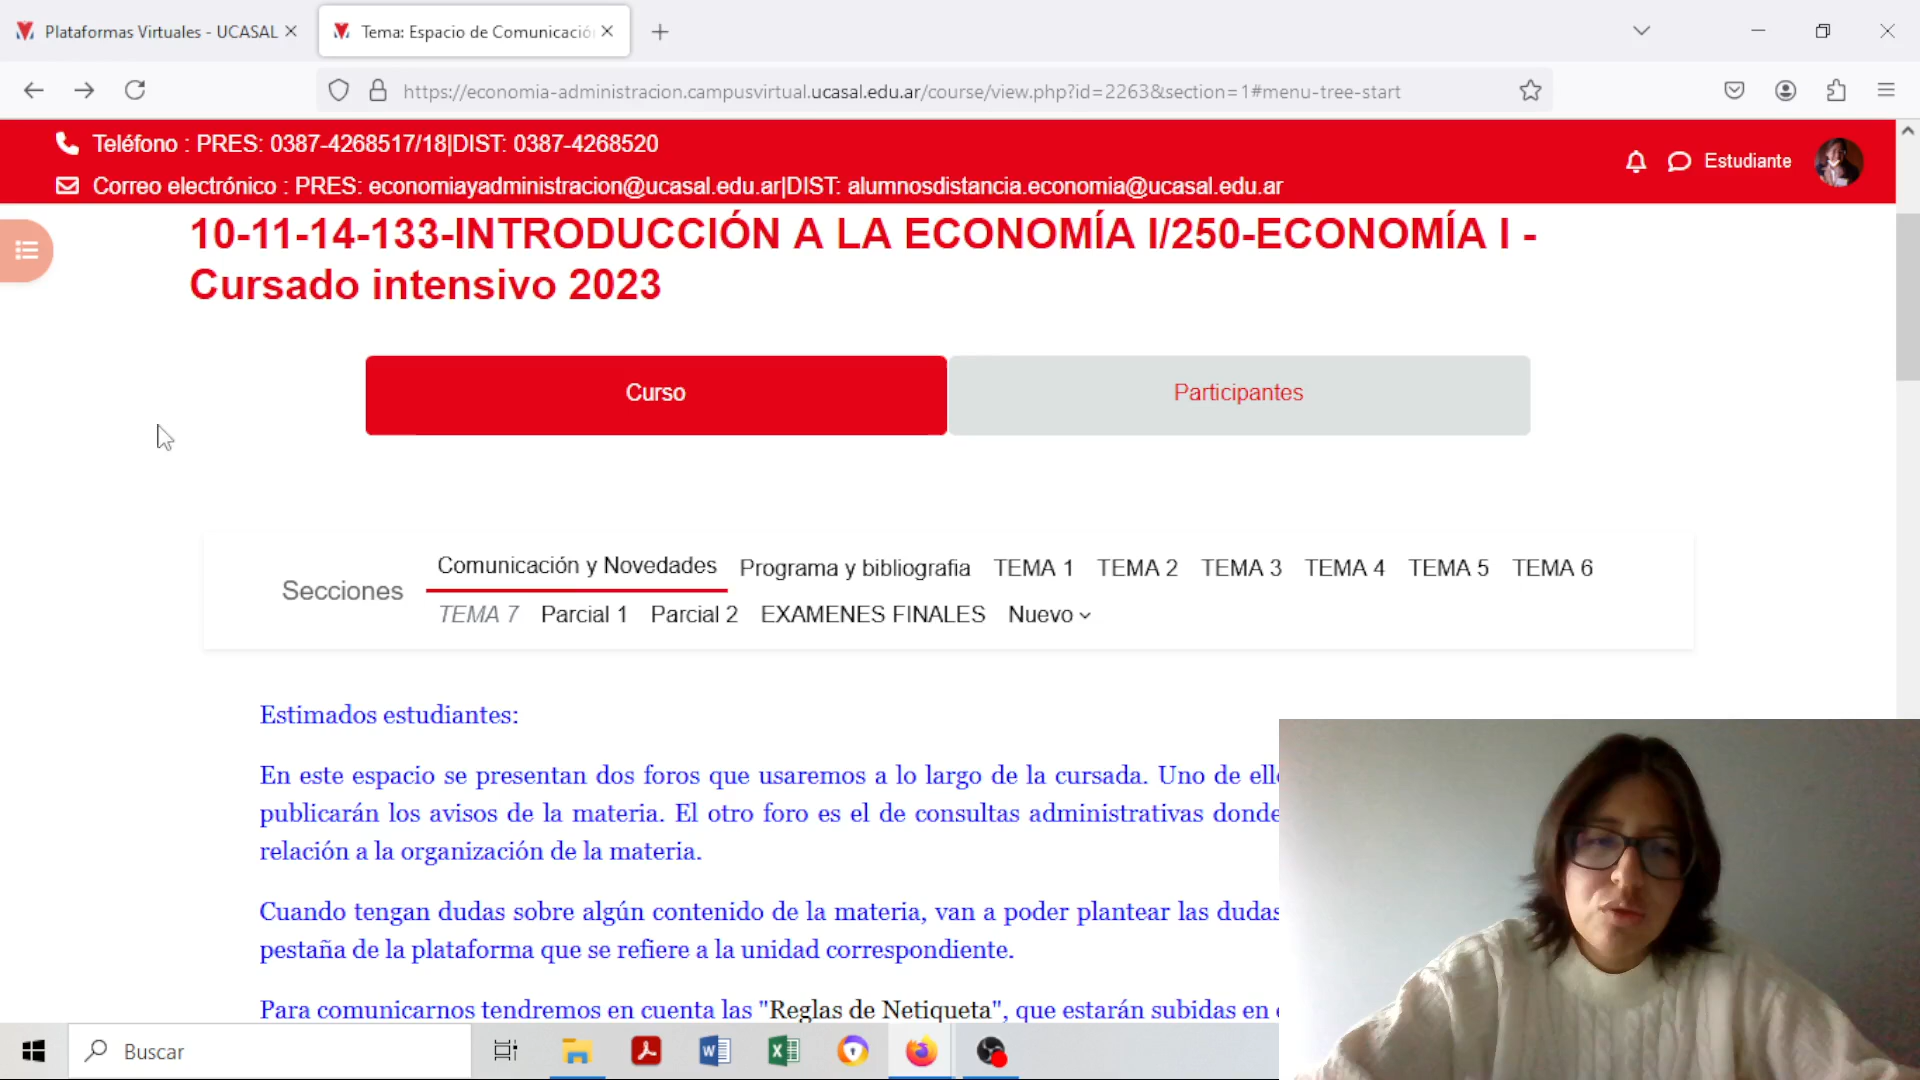 Plataformas Virtuales - UCASAL
Tema: Espacio de Comunicació
https://economia-administracion.campusvirtual.ucasal.edu.ar/course/view.php?id=2263&section=1#menu-tree-start
Teléfono : PRES: 0387-4268517/18|DIST: 0387-4268520
Correo electrónico : PRES: economiayadministracion@ucasal.edu.ar|DIST: alumnosdistancia.economia@ucasal.edu.ar
Estudiante
10-11-14-133-INTRODUCCIÓN A LA ECONOMÍA I/250-ECONOMÍA I -
Cursado intensivo 2023
Curso
Participantes
Secciones
Comunicación y Novedades Programa y bibliografia TEMA 1 TEMA 2 TEMA 3 TEMA 4 TEMA 5 TEMA 6
TEMA 7 Parcial 1 Parcial 2 EXAMENES FINALES Nuevo
Estimados estudiantes:
En este espacio se presentan dos foros que usaremos a lo largo de la cursada. Uno de
publicarán los avisos de la materia. El otro foro es el de consultas administrativas donde
relación a la organización de la materia.
Cuando tengan dudas sobre algún contenido de la materia, van a poder plantear las dudas
pestaña de la plataforma que se refiere a la unidad correspondiente.
Para comunicarnos tendremos en cuenta las "Reglas de Netiqueta", que estarán subidas en
Buscar